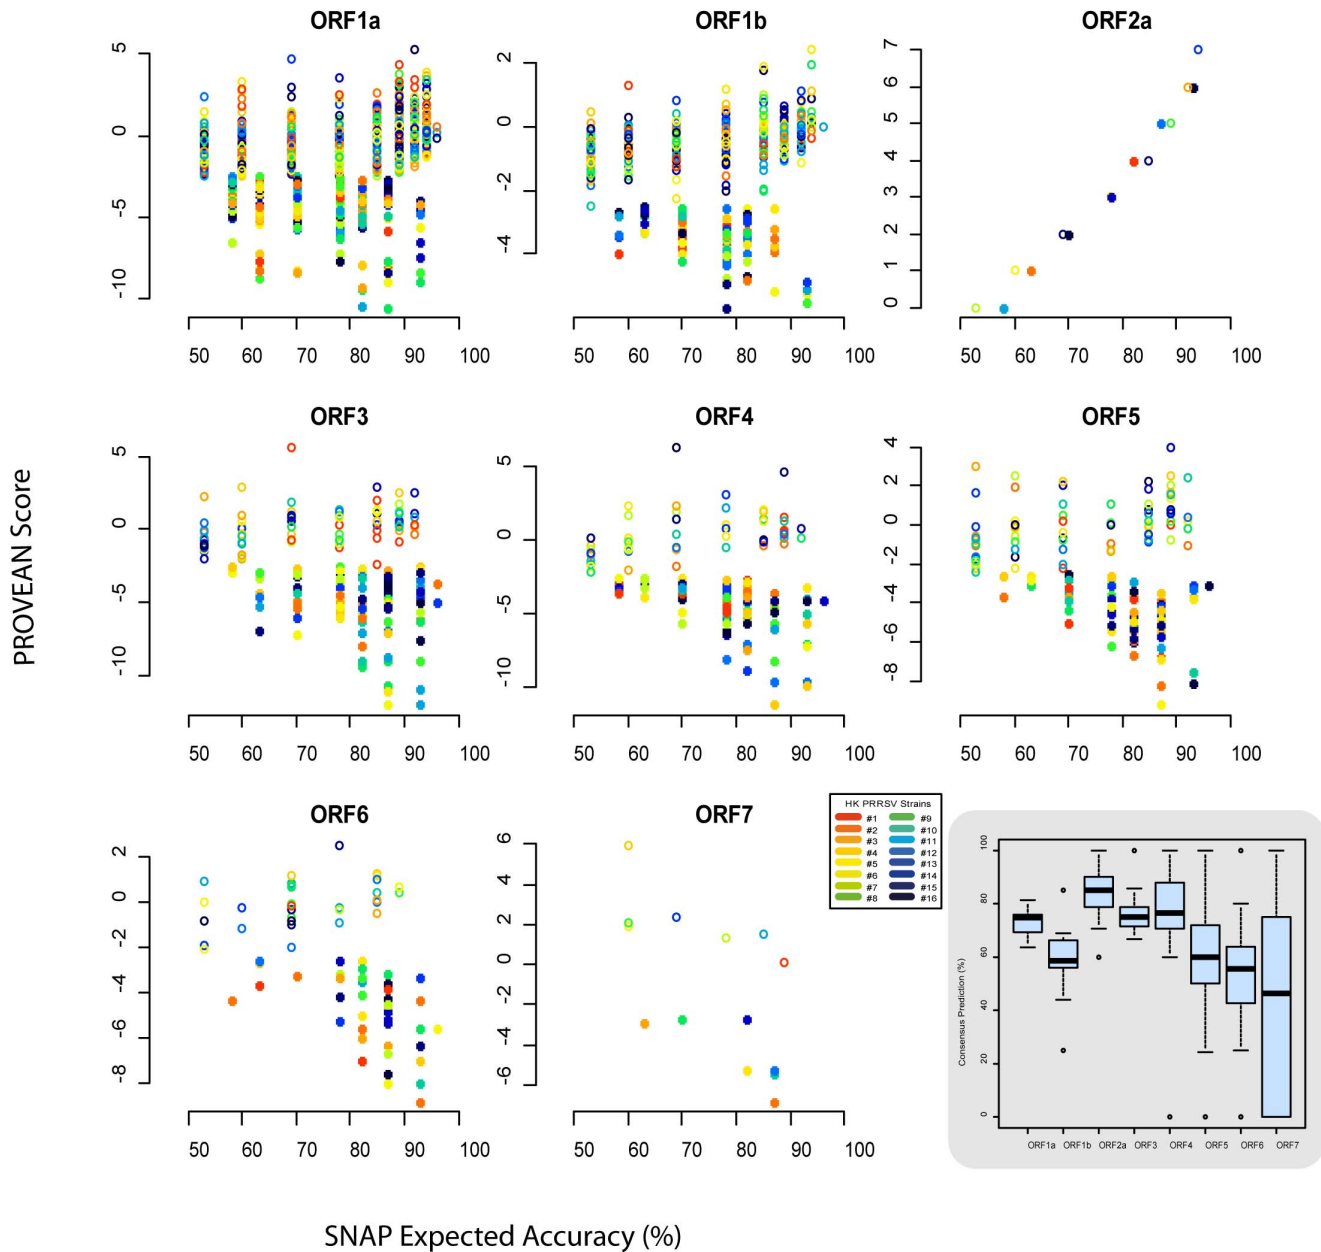 ORF1a ORF1b ORF2a
5 0 -5 -10
2 0 -2 -4
7 6 5 4 3 2 1 0
50 60 70 80 90 100
50 60 70 80 90 100
50 60 70 80 90 100
PROVEAN Score
ORF3 ORF4 ORF5
5 0 -5 -10
5 0 -5 -10
4 2 0 -2 -4 -6 -8
50 60 70 80 90 100
50 60 70 80 90 100
50 60 70 80 90 100
ORF6 ORF7
2 0 -2 -4 -6 -8
6 4 2 0 -2 -4 -6
50 60 70 80 90 100
50 60 70 80 90 100
HK PRRSV Strains
#1 #9
#2 #10
#3 #11
#4 #12
#5 #13
#6 #14
#7 #15
#8 #16
Consensus Prediction (%)
100 80 60 40 20 0
ORF1a ORF1b ORF2a ORF3 ORF4 ORF5 ORF6 ORF7
SNAP Expected Accuracy (%)